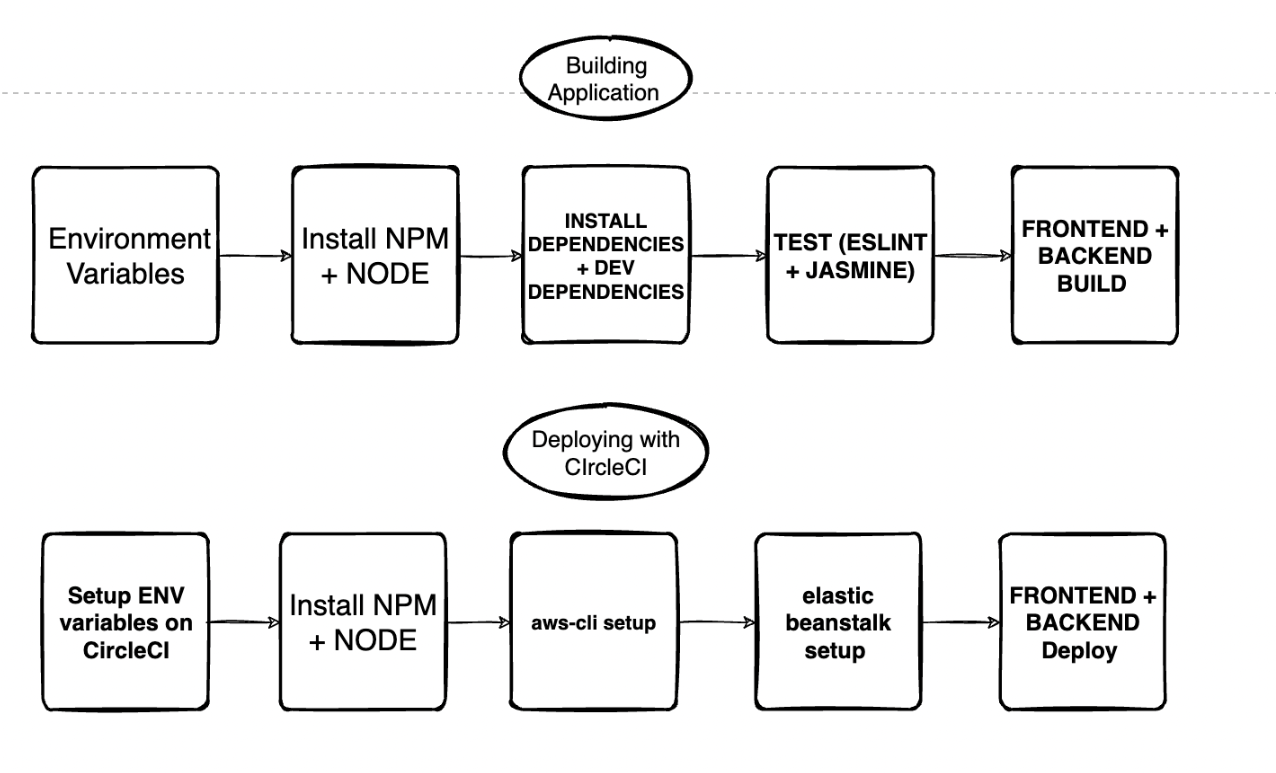 Building
Application
Environment
Variables
Install NPM
+ NODE
INSTALL
DEPENDENCIES
+ DEV
DEPENDENCIES
TEST (ESLINT
+ JASMINE)
FRONTEND +
BACKEND
BUILD
Deploying with
CIrcleCI
Setup ENV
variables on
CircleCI
Install NPM
+ NODE
aws-cli setup
elastic
beanstalk
setup
FRONTEND +
BACKEND
Deploy